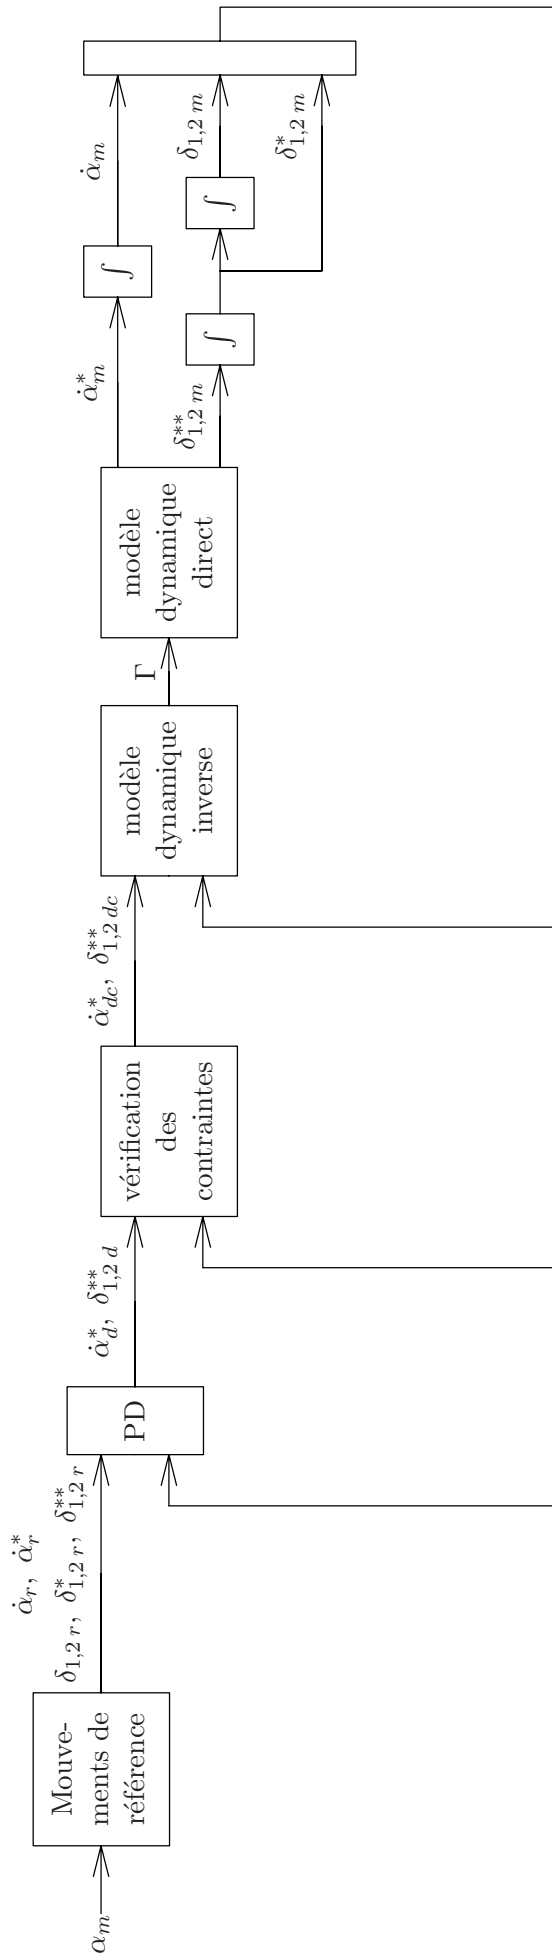 α_m
Mouve-
ments de
référence
α̇_r, α̇*_r
δ_{1,2 r}, δ*_{1,2 r}, δ**_{1,2 r}
PD
α̇*_d, δ**_{1,2 d}
vérification
des
contraintes
α̇*_{dc}, δ**_{1,2 dc}
modèle
dynamique
inverse
Γ
modèle
dynamique
direct
α̇*_m
δ**_{1,2 m}
∫
∫
∫
α̇_m
δ_{1,2 m}
δ*_{1,2 m}